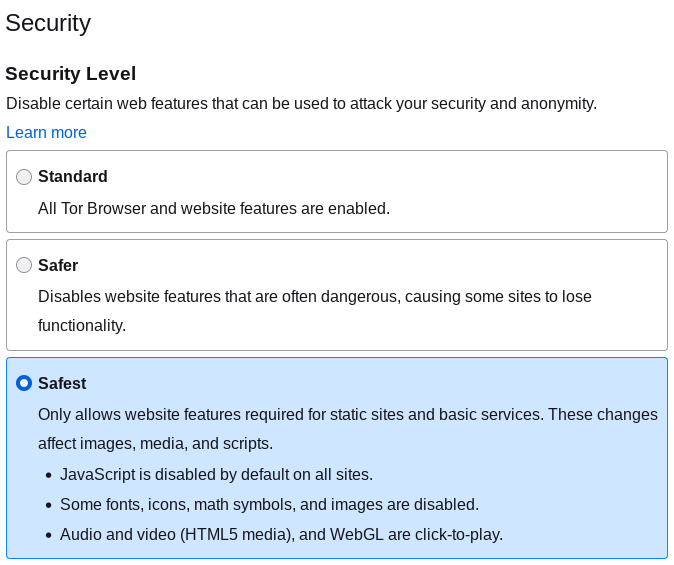 Security
Security Level
Disable certain web features that can be used to attack your security and anonymity.
Learn more
Standard
All Tor Browser and website features are enabled.
Safer
Disables website features that are often dangerous, causing some sites to lose
functionality.
Safest
Only allows website features required for static sites and basic services. These changes
affect images, media, and scripts.
• JavaScript is disabled by default on all sites.
• Some fonts, icons, math symbols, and images are disabled.
• Audio and video (HTML5 media), and WebGL are click-to-play.